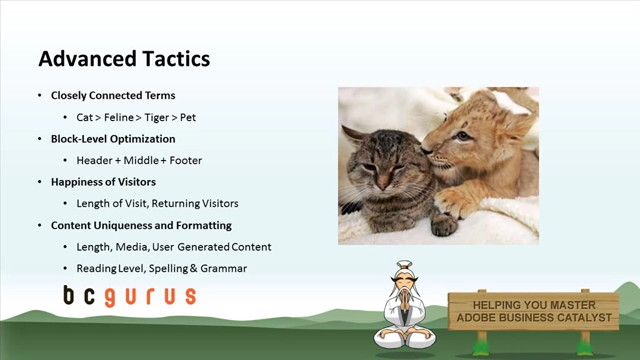 Advanced Tactics
• Closely Connected Terms
• Cat > Feline > Tiger > Pet
• Block-Level Optimization
• Header + Middle + Footer
• Happiness of Visitors
• Length of Visit, Returning Visitors
• Content Uniqueness and Formatting
• Length, Media, User Generated Content
• Reading Level, Spelling & Grammar
bcgurus
HELPING YOU MASTER
ADOBE BUSINESS CATALYST